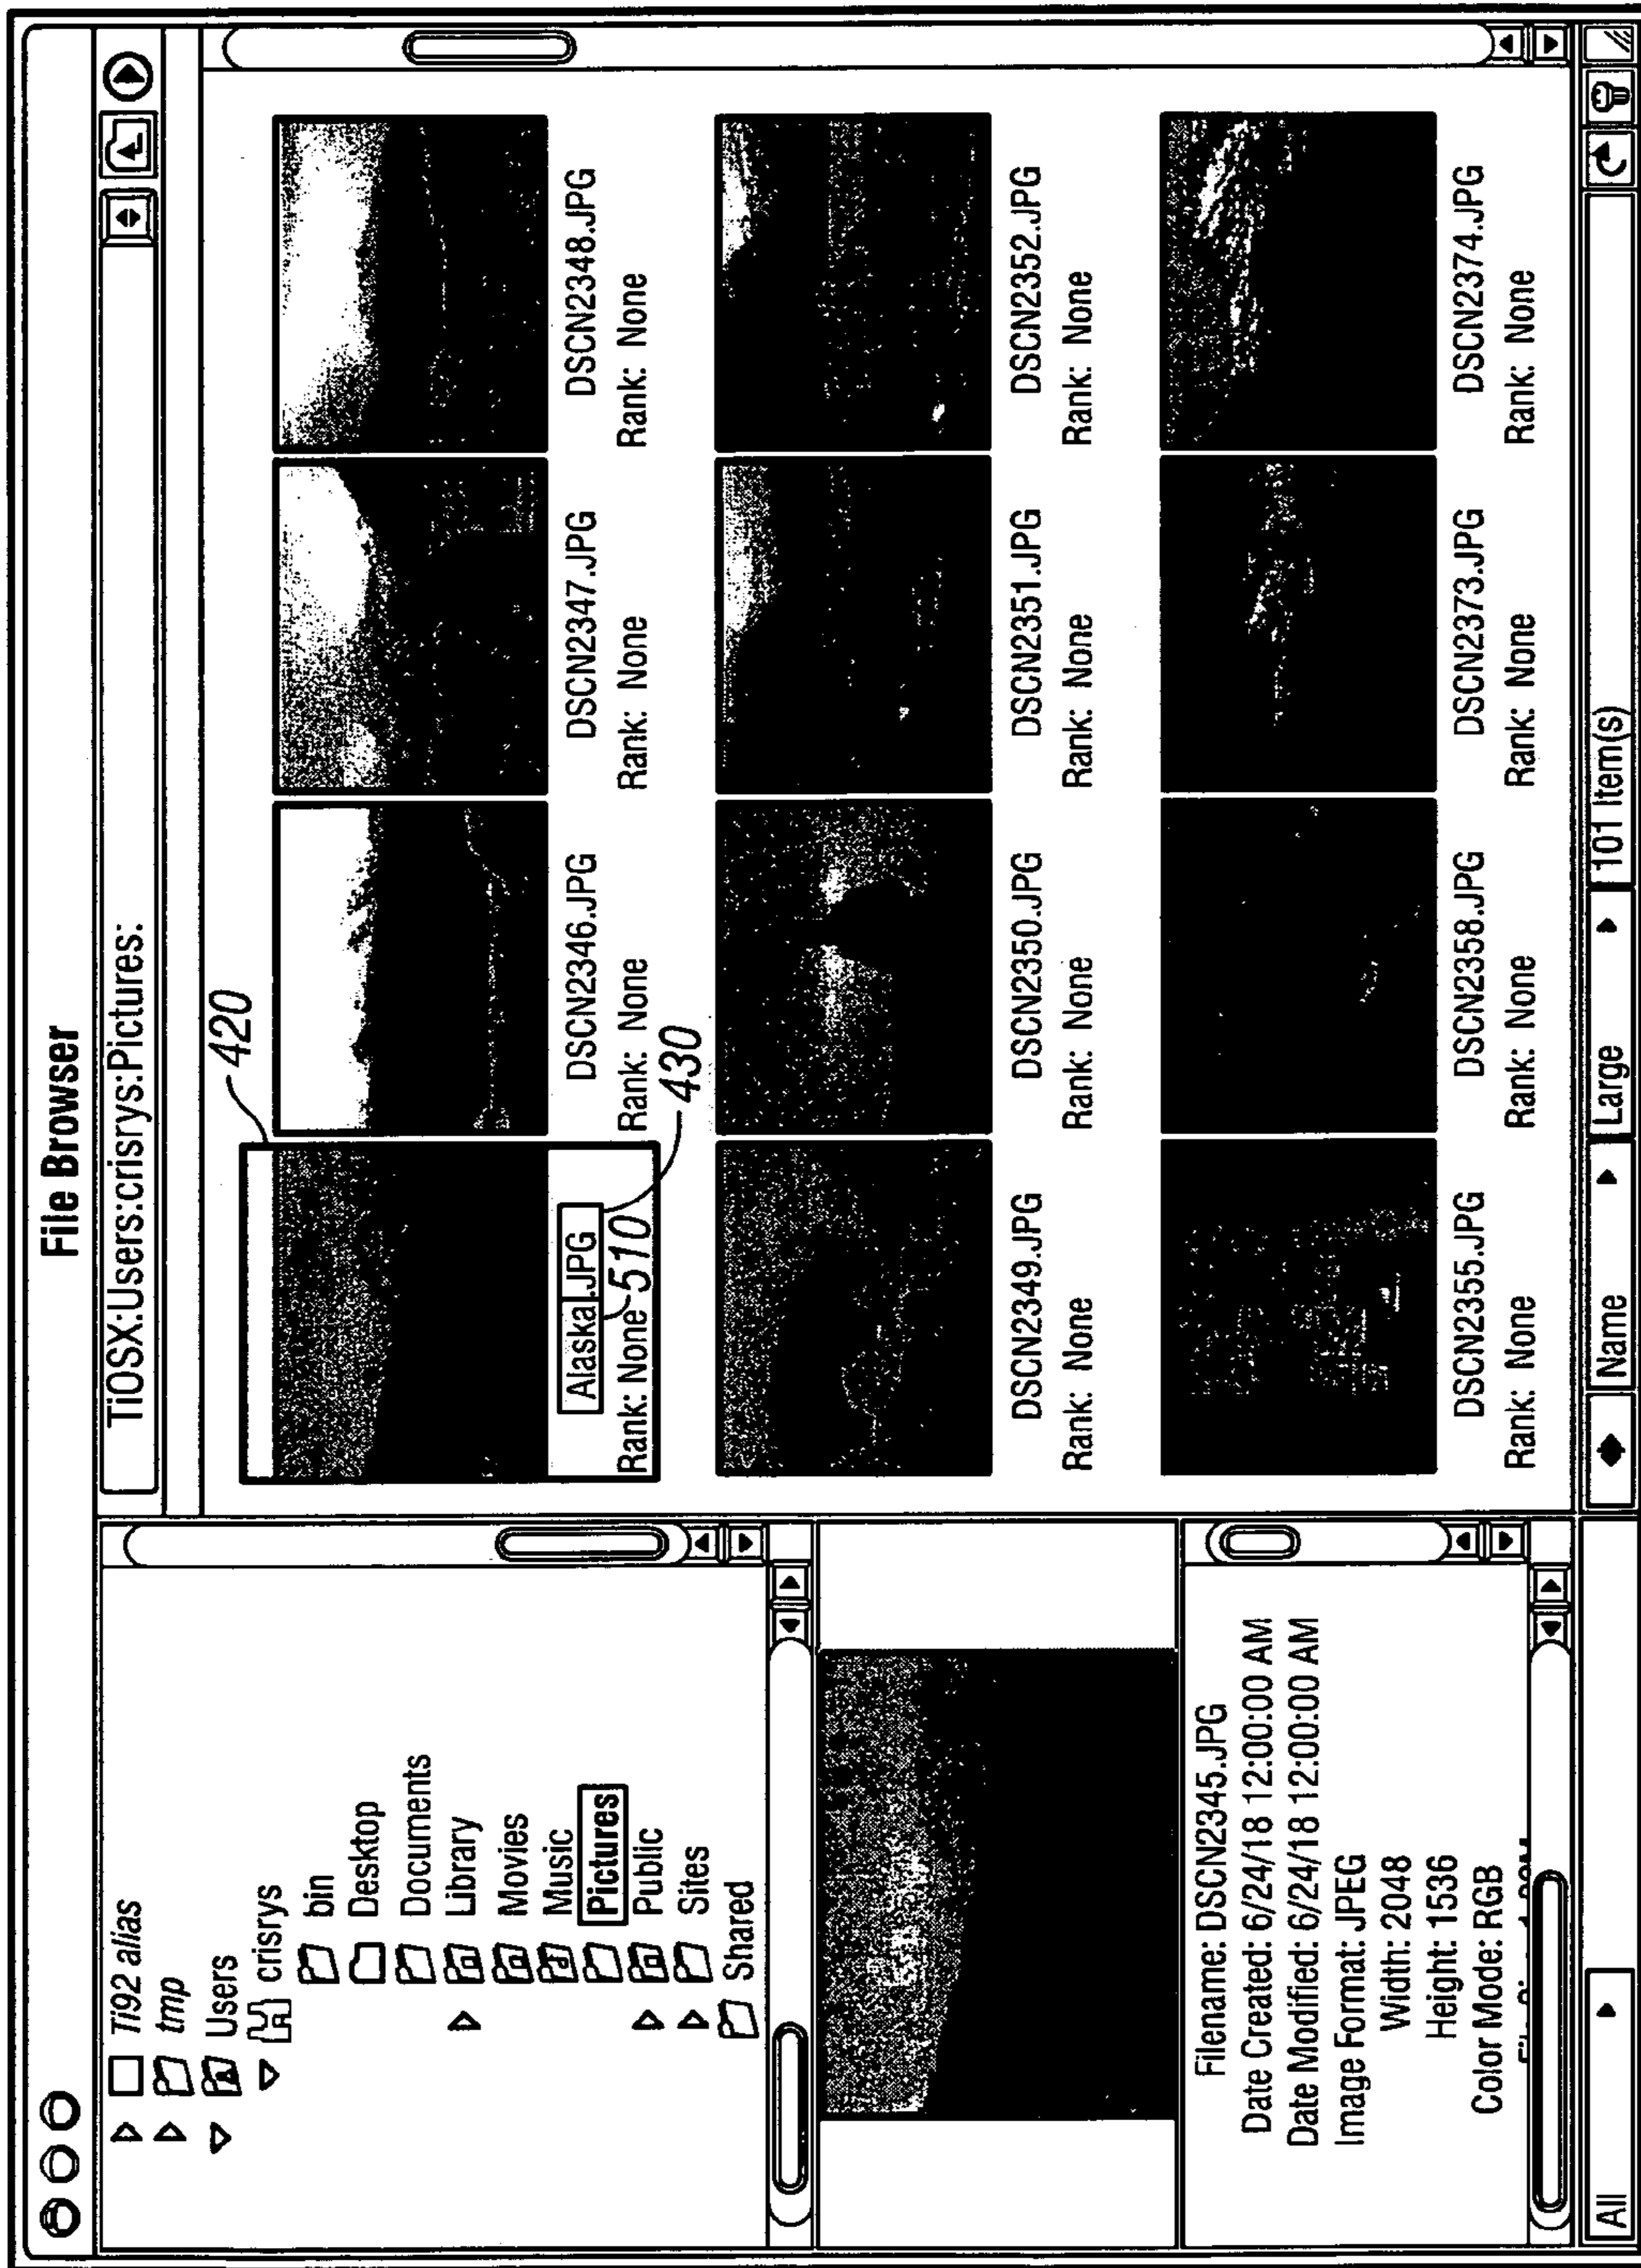 File Browser
TiOSX:Users:crisrys:Pictures:
Ti92 alias
tmp
Users
crisrys
bin
Desktop
Documents
Library
Movies
Music
Pictures
Public
Sites
Shared
Filename: DSCN2345.JPG
Date Created: 6/24/18 12:00:00 AM
Date Modified: 6/24/18 12:00:00 AM
Image Format: JPEG
Width: 2048
Height: 1536
Color Mode: RGB
420
Alaska.JPG
430
Rank: None
510
DSCN2346.JPG
Rank: None
DSCN2347.JPG
Rank: None
DSCN2348.JPG
Rank: None
DSCN2349.JPG
Rank: None
DSCN2350.JPG
Rank: None
DSCN2351.JPG
Rank: None
DSCN2352.JPG
Rank: None
DSCN2355.JPG
Rank: None
DSCN2358.JPG
Rank: None
DSCN2373.JPG
Rank: None
DSCN2374.JPG
Rank: None
All
Name
Large
101 Item(s)